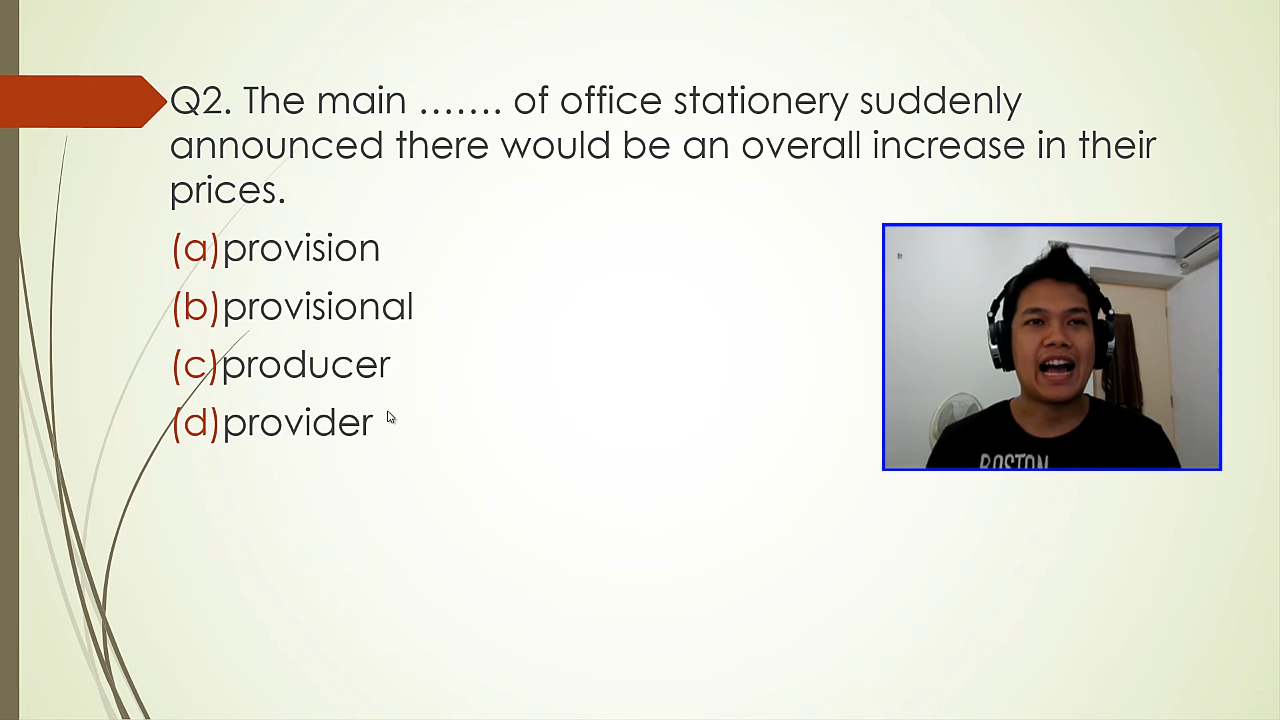 Q2. The main ....... of office stationery suddenly
announced there would be an overall increase in their
prices.
(a)provision
(b)provisional
(c)producer
(d)provider
BOSTON